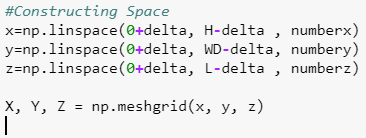 #Constructing Space
x=np.linspace(0+delta, H-delta , numberx)
y=np.linspace(0+delta, WD-delta, numbery)
z=np.linspace(0+delta, L-delta , numberz)
X, Y, Z = np.meshgrid(x, y, z)